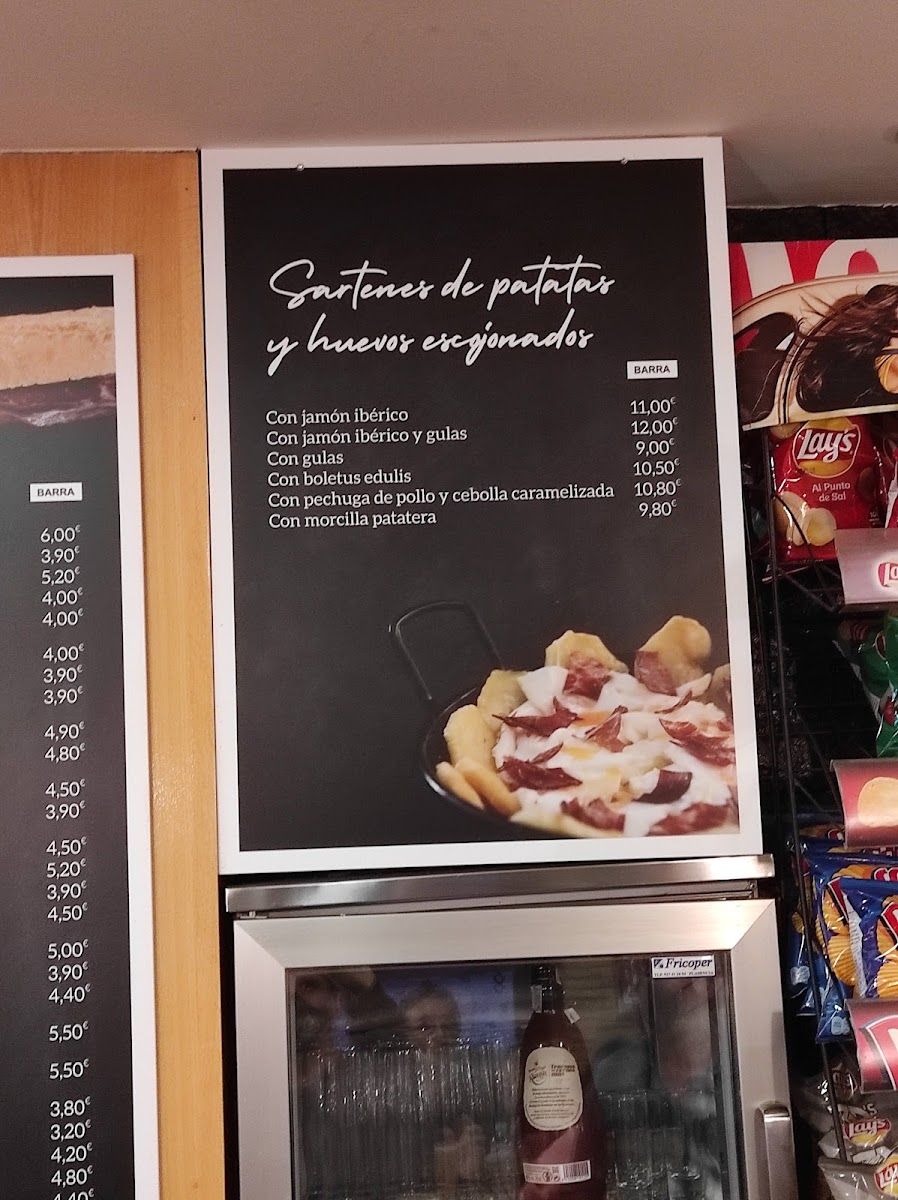 Sartenes de patatas
y huevos escojonados
BARRA
Con jamón ibérico 11,00€
Con jamón ibérico y gulas 12,00€
Con gulas 9,00€
Con boletus edulis 10,50€
Con pechuga de pollo y cebolla caramelizada 10,80€
Con morcilla patatera 9,80€
BARRA
6,00€
3,90€
5,20€
4,00€
4,00€
4,00€
3,90€
3,90€
4,90€
4,80€
4,50€
3,90€
4,50€
5,20€
3,90€
4,50€
5,00€
3,90€
4,40€
5,50€
5,50€
3,80€
3,20€
4,20€
4,80€
4,40€
Lay's
Al Punto
de Sal
Fricoper
Lay's